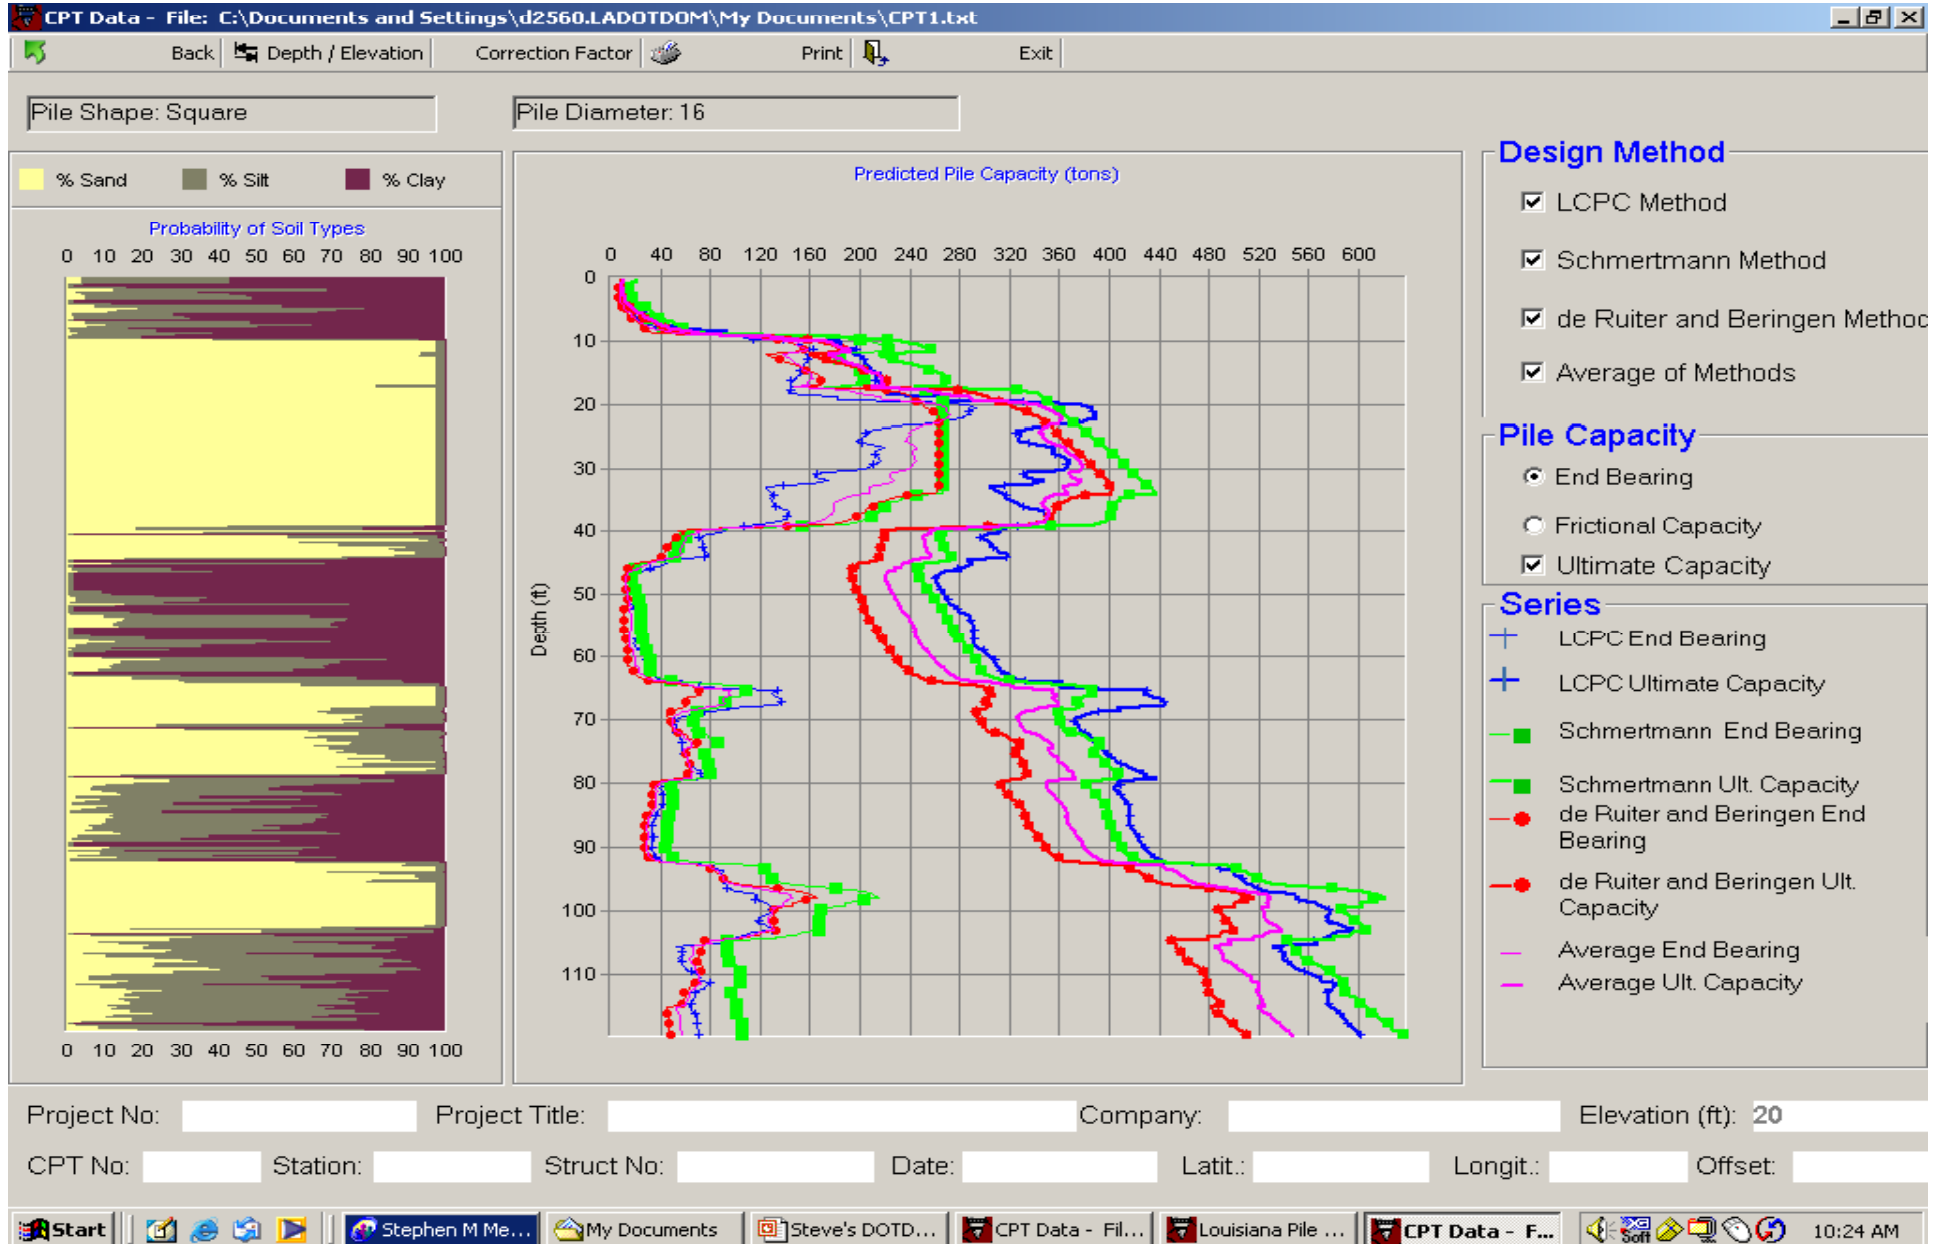 CPT Data - File: C:\Documents and Settings\d2560.LADOTDOM\My Documents\CPT1.txt
Back Depth / Elevation Correction Factor Print Exit
Pile Shape: Square
Pile Diameter: 16
% Sand % Silt % Clay
Probability of Soil Types
0 10 20 30 40 50 60 70 80 90 100
0 10 20 30 40 50 60 70 80 90 100
Predicted Pile Capacity (tons)
0 40 80 120 160 200 240 280 320 360 400 440 480 520 560 600
0
10
20
30
40
50
60
70
80
90
100
110
Depth (ft)
Design Method
LCPC Method
Schmertmann Method
de Ruiter and Beringen Methoc
Average of Methods
Pile Capacity
End Bearing
Frictional Capacity
Ultimate Capacity
Series
LCPC End Bearing
LCPC Ultimate Capacity
Schmertmann End Bearing
Schmertmann Ult. Capacity
de Ruiter and Beringen End
Bearing
de Ruiter and Beringen Ult.
Capacity
Average End Bearing
Average Ult. Capacity
Project No: Project Title: Company: Elevation (ft): 20
CPT No: Station: Struct No: Date: Latit.: Longit.: Offset:
Start Stephen M Me... My Documents Steve's DOTD... CPT Data - Fil... Louisiana Pile ... CPT Data - F... Soft 10:24 AM